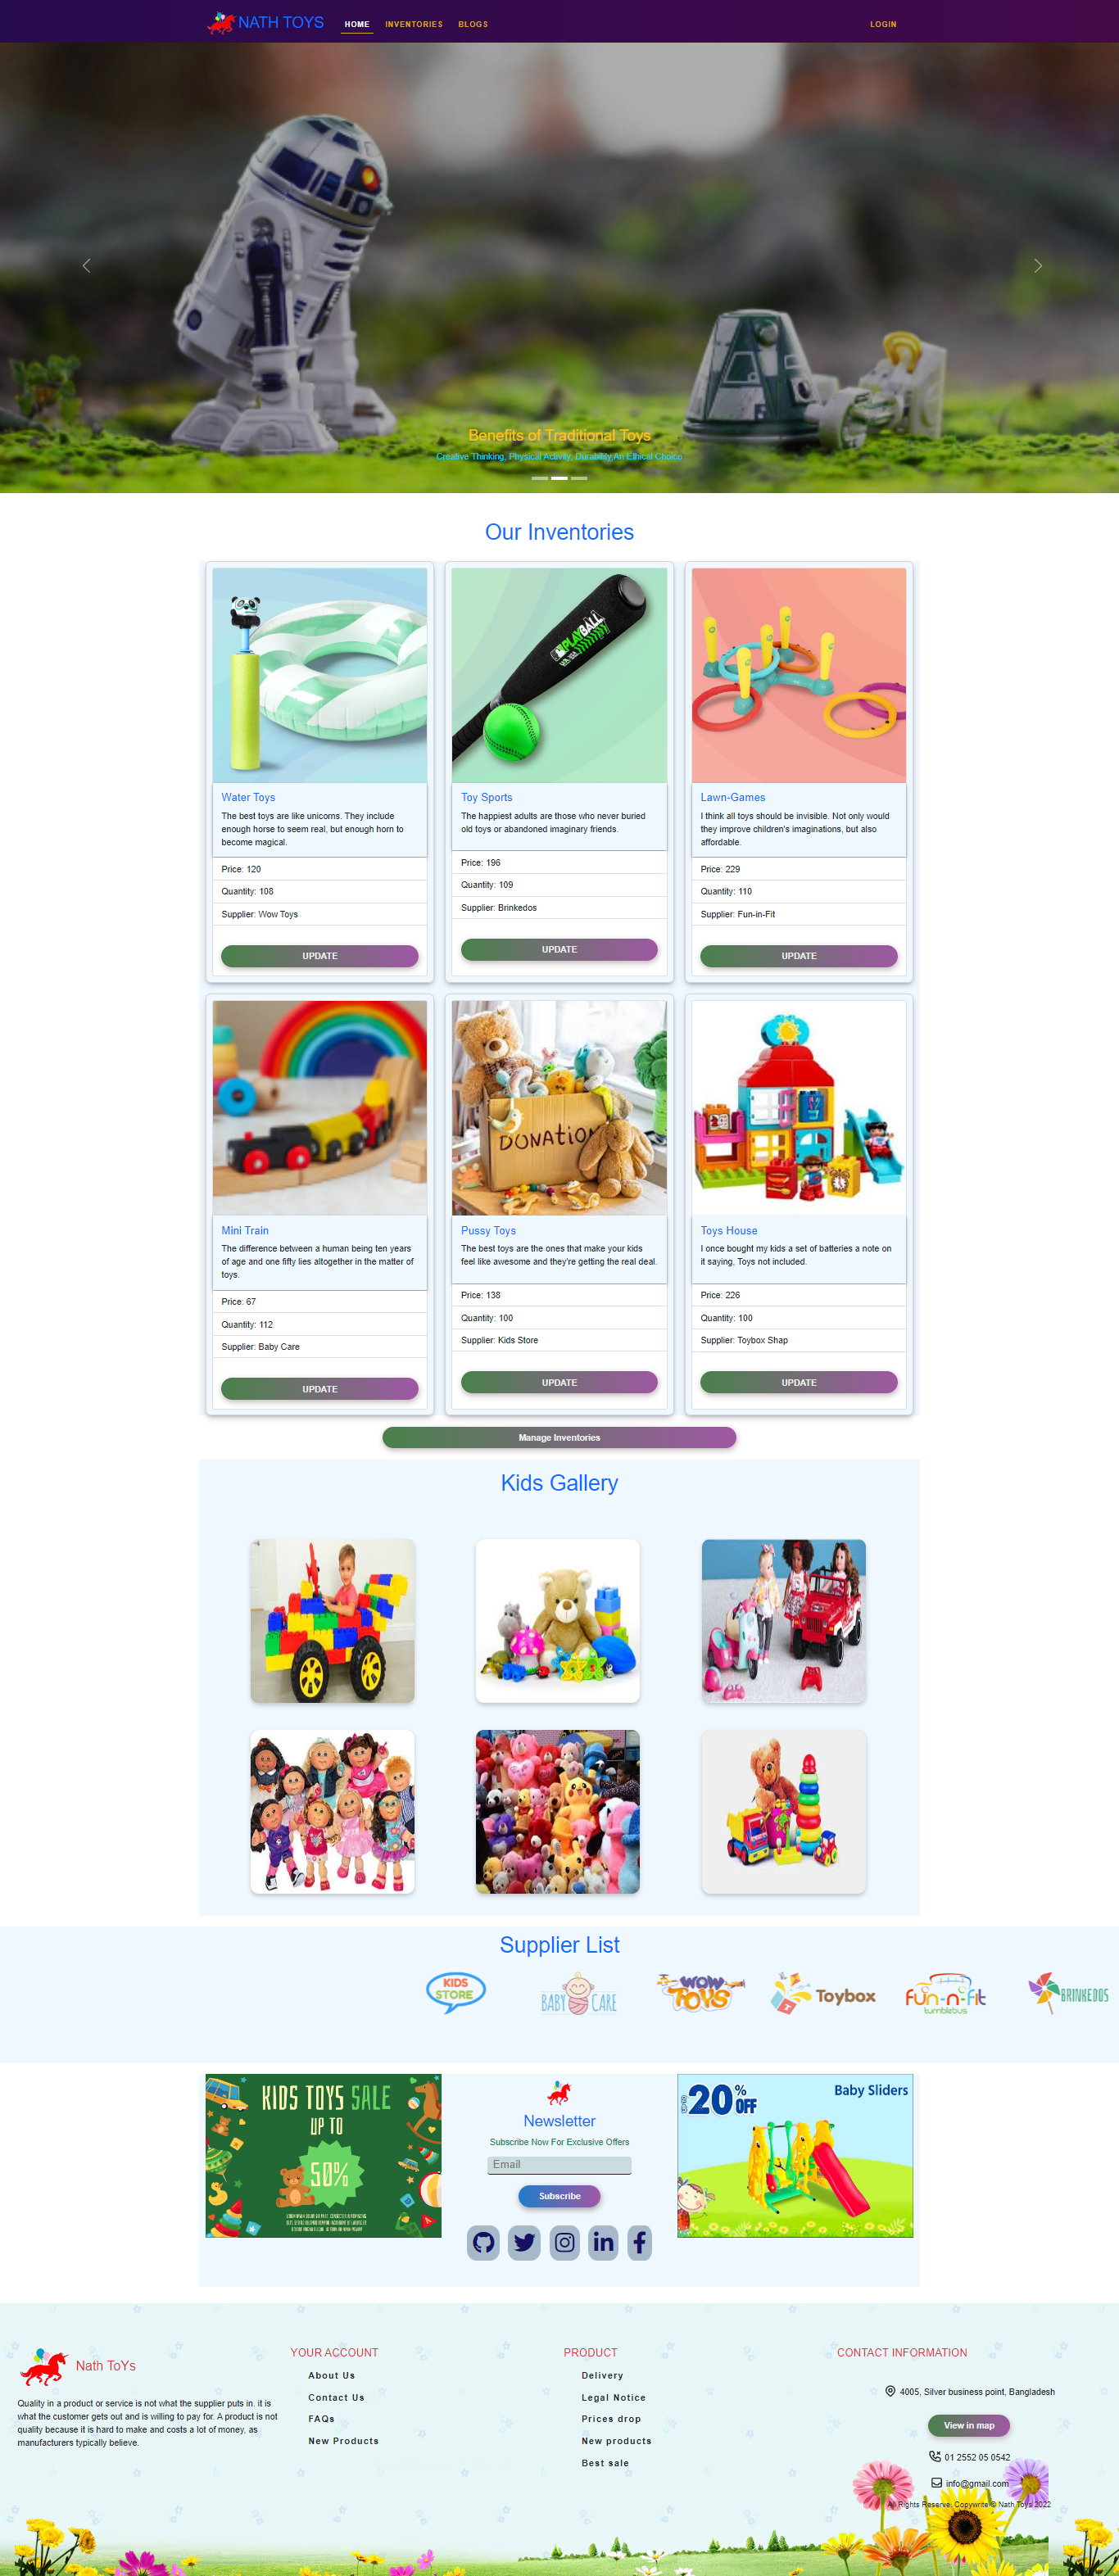 NATH TOYS
HOME
INVENTORIES
BLOGS
LOGIN
Benefits of Traditional Toys
Creative Thinking, Physical Activity, Durability,An Ethical Choice.
Our Inventories
PLAYBALL
Water Toys
The best toys are like unicorns. They include
enough horse to seem real, but enough horn to
become magical.
Price: 120
Quantity: 108
Supplier: Wow Toys
UPDATE
Toy Sports
The happiest adults are those who never buried
old toys or abandoned imaginary friends.
Price: 196
Quantity: 109
Supplier: Brinkedos
UPDATE
Lawn-Games
I think all toys should be invisible. Not only would
they improve children's imaginations, but also
affordable.
Price: 229
Quantity: 110
Supplier: Fun-in-Fit
UPDATE
DONATION
Mini Train
The difference between a human being ten years
of age and one fifty lies altogether in the matter of
toys.
Price: 67
Quantity: 112
Supplier: Baby Care
UPDATE
Pussy Toys
The best toys are the ones that make your kids
feel like awesome and they're getting the real deal.
Price: 138
Quantity: 100
Supplier: Kids Store
UPDATE
Toys House
I once bought my kids a set of batteries a note on
it saying, Toys not included.
Price: 226
Quantity: 100
Supplier: Toybox Shap
UPDATE
Manage Inventories
Kids Gallery
Supplier List
KIDS
STORE
BABY CARE
WOW
TOYS
Toybox
fun-n-fit
tumblebus
BRINKEDOS
KIDS TOYS SALE
UP TO
50%
Newsletter
Subscribe Now For Exclusive Offers
Email
Subscribe
20% OFF
Baby Sliders
Nath ToYs
Quality in a product or service is not what the supplier puts in. it is
what the customer gets out and is willing to pay for. A product is not
quality because it is hard to make and costs a lot of money, as
manufacturers typically believe.
YOUR ACCOUNT
About Us
Contact Us
FAQs
New Products
PRODUCT
Delivery
Legal Notice
Prices drop
New products
Best sale
CONTACT INFORMATION
4005, Silver business point, Bangladesh
View in map
01 2552 05 0542
info@gmail.com
All Rights Reserve. Copywrite © Nath Toys 2022